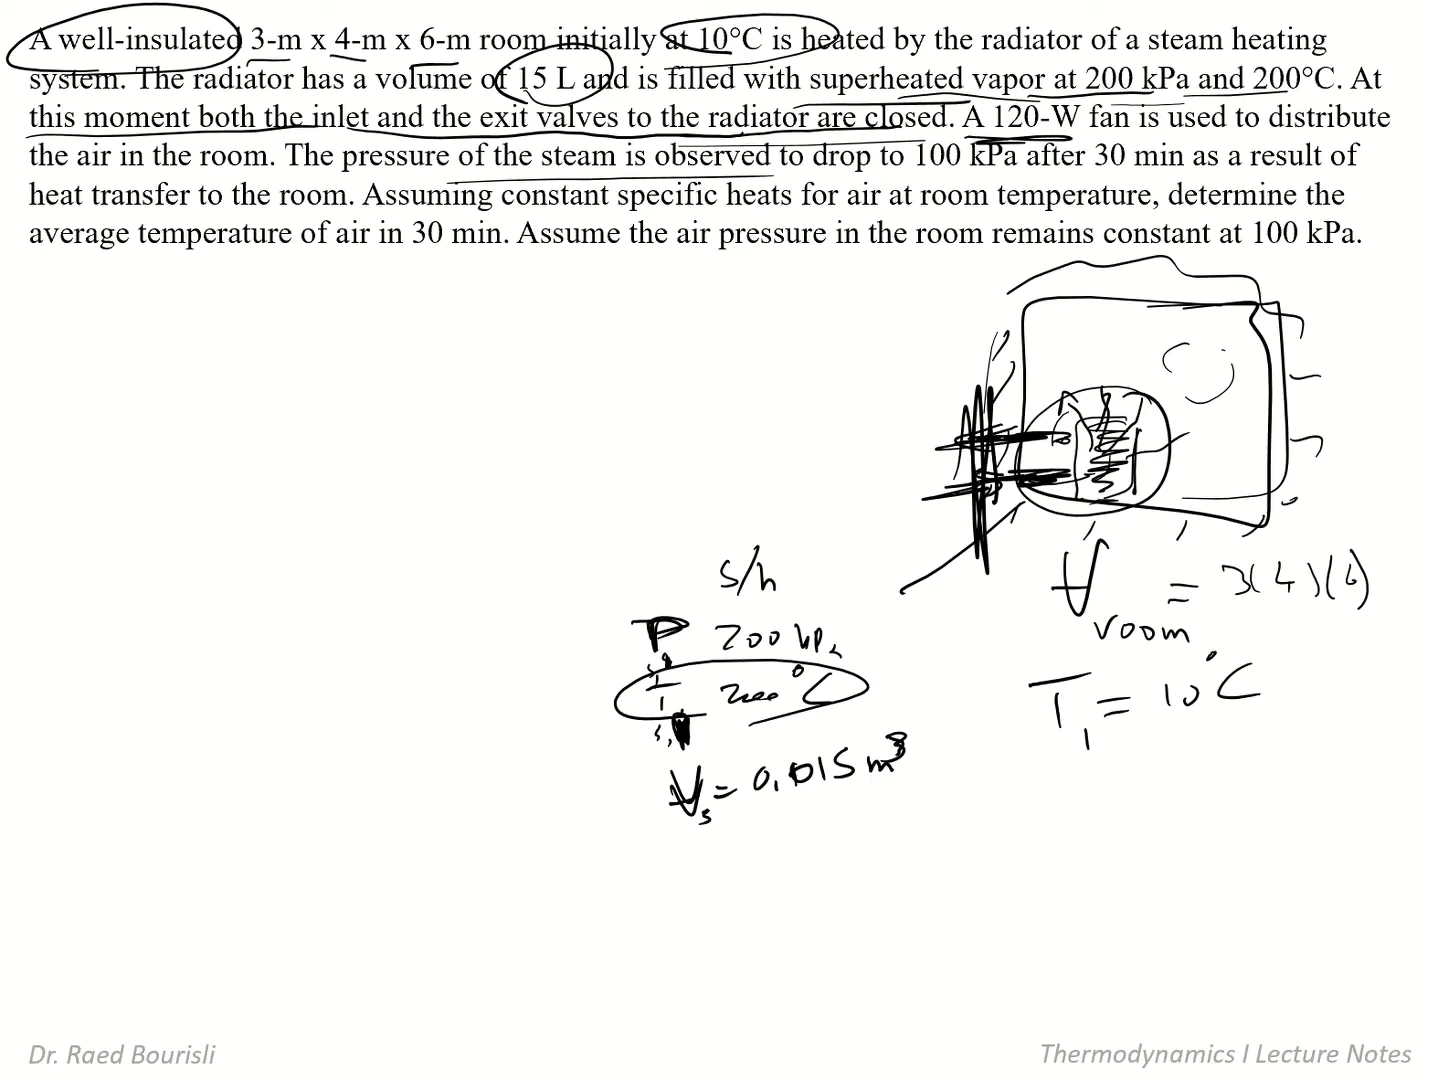 A well-insulated 3-m x 4-m x 6-m room initially at 10°C is heated by the radiator of a steam heating
system. The radiator has a volume of 15 L and is filled with superheated vapor at 200 kPa and 200°C. At
this moment both the inlet and the exit valves to the radiator are closed. A 120-W fan is used to distribute
the air in the room. The pressure of the steam is observed to drop to 100 kPa after 30 min as a result of
heat transfer to the room. Assuming constant specific heats for air at room temperature, determine the
average temperature of air in 30 min. Assume the air pressure in the room remains constant at 100 kPa.
s/h
V room = 3(4)(6)
P 200 kPa
T 200°C
T1 = 10°C
Vs = 0.015 m³
Dr. Raed Bourisli
Thermodynamics I Lecture Notes